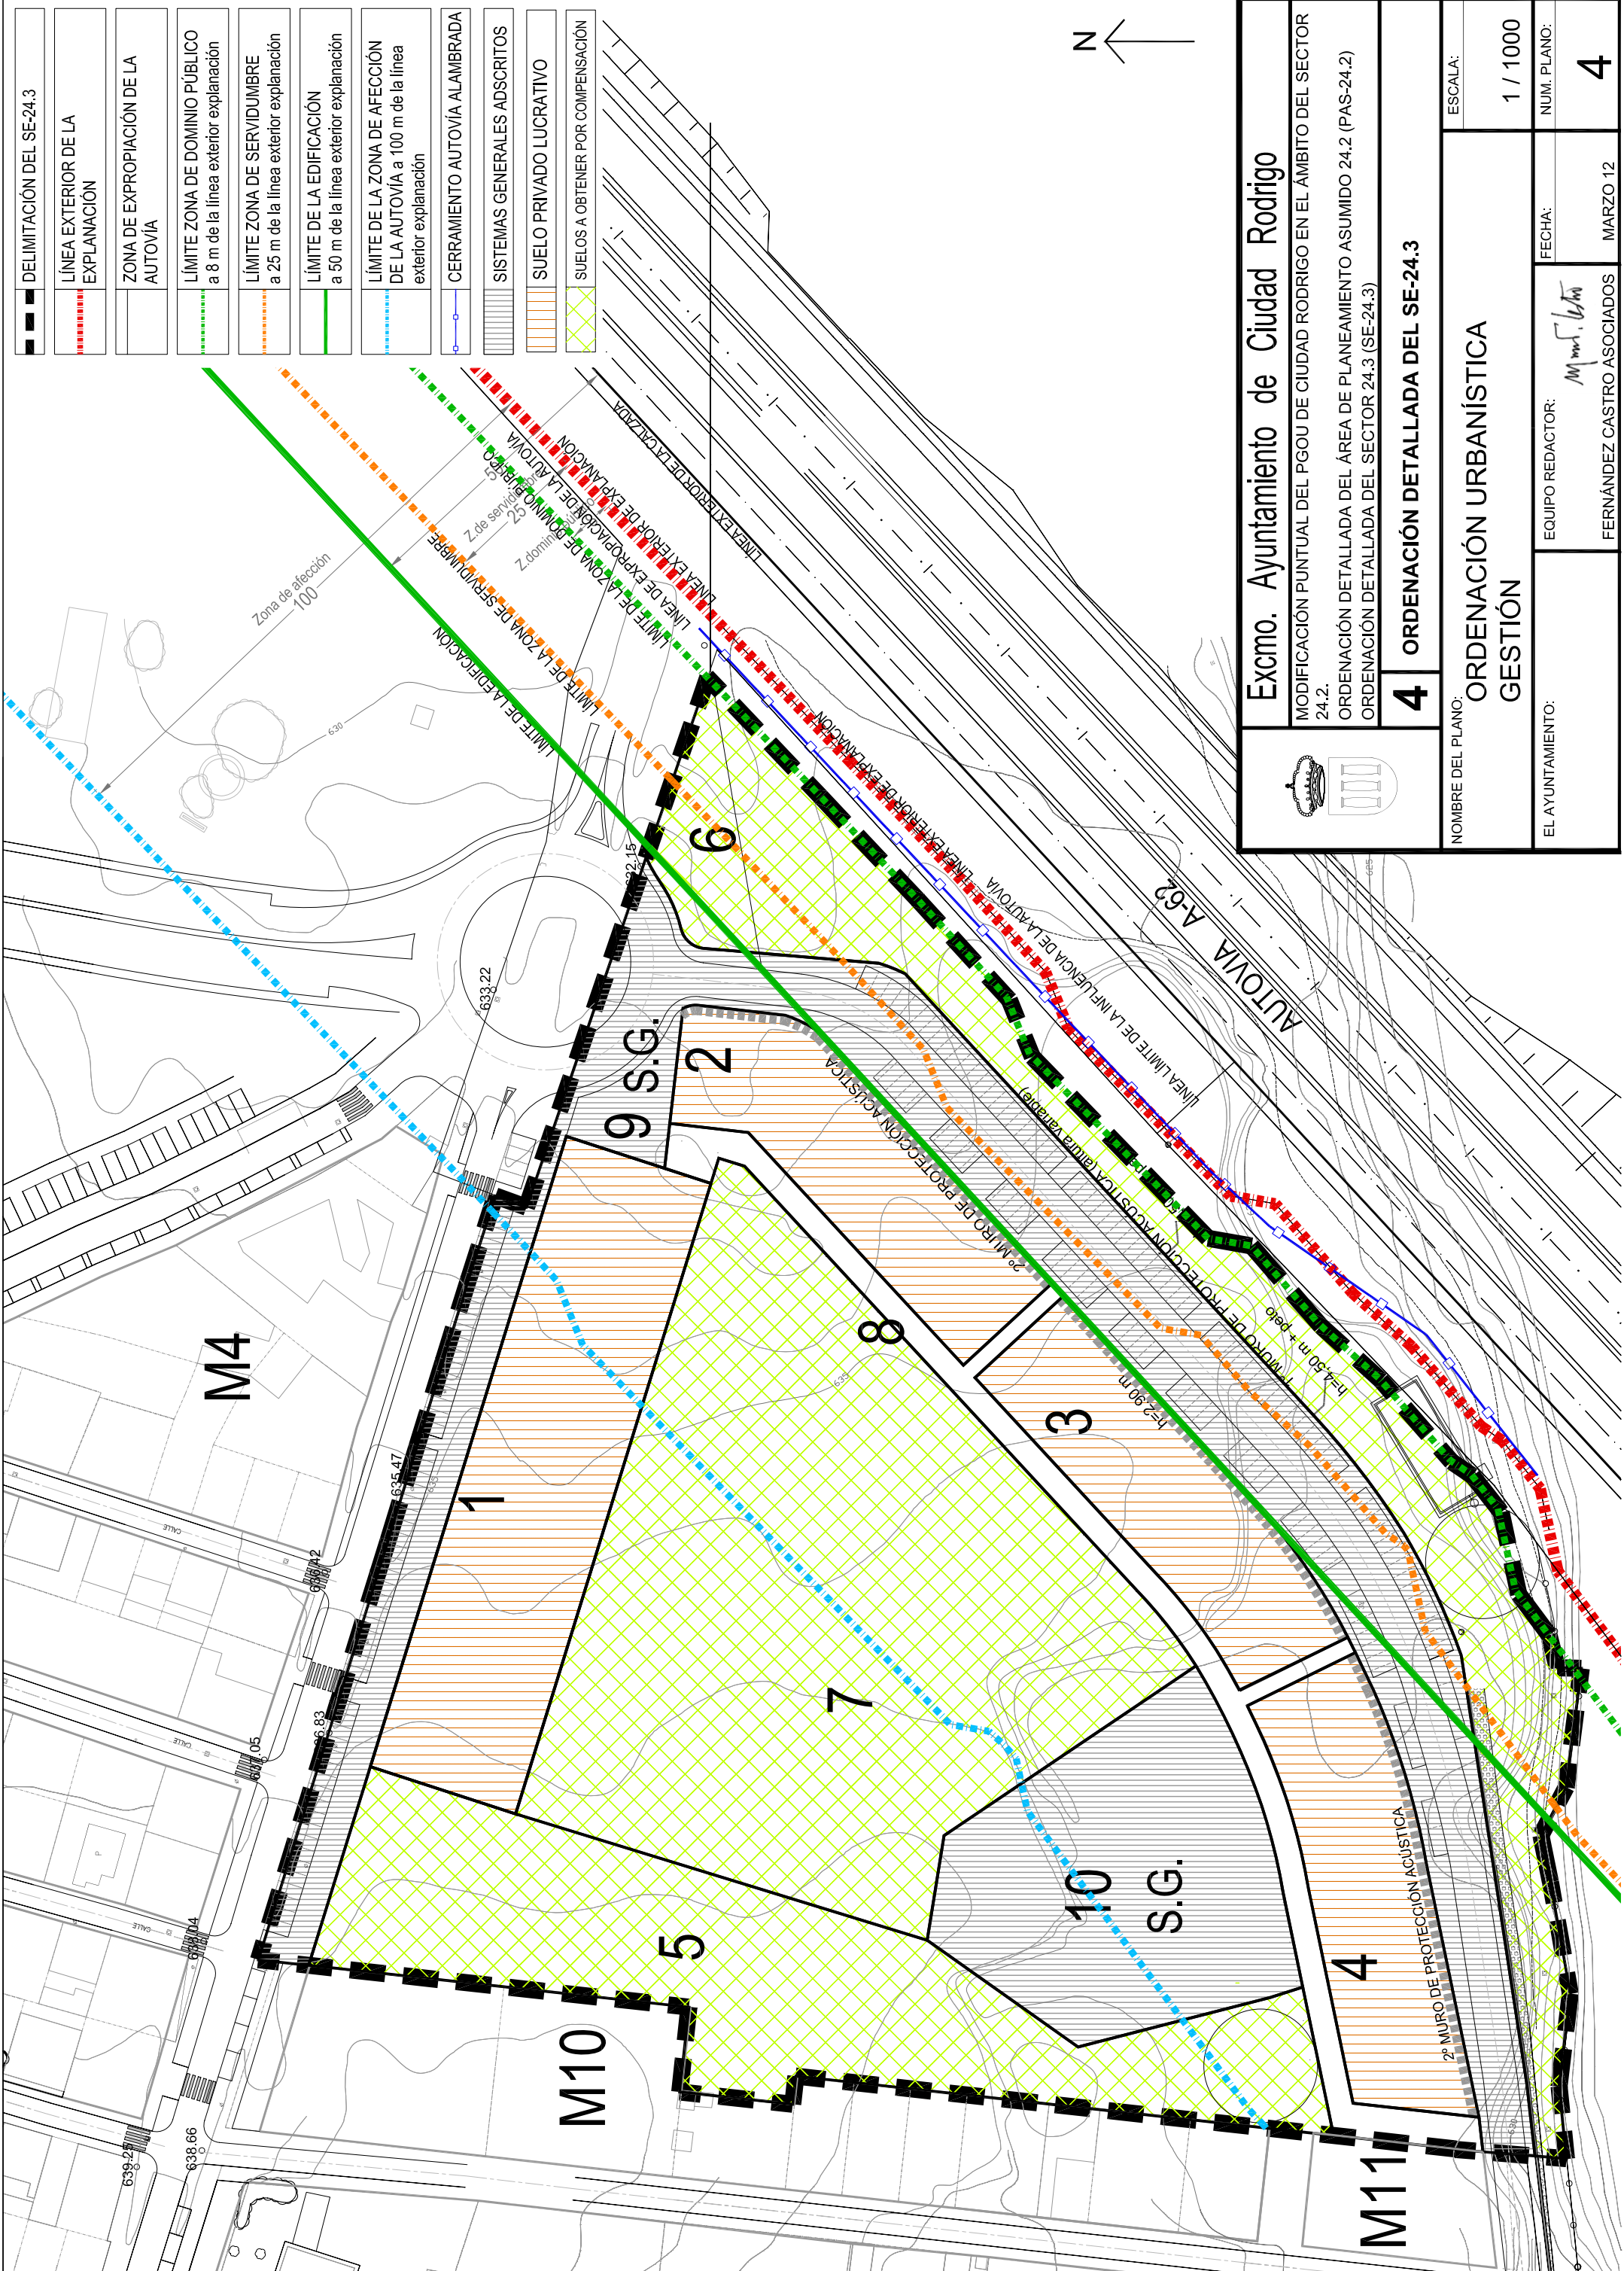 DELIMITACIÓN DEL SE-24.3
LÍNEA EXTERIOR DE LA
EXPLANACIÓN
ZONA DE EXPROPIACIÓN DE LA
AUTOVÍA
LÍMITE ZONA DE DOMINIO PÚBLICO
a 8 m de la línea exterior explanación
LÍMITE ZONA DE SERVIDUMBRE
a 25 m de la línea exterior explanación
LÍMITE DE LA EDIFICACIÓN
a 50 m de la línea exterior explanación
LÍMITE DE LA ZONA DE AFECCIÓN
DE LA AUTOVÍA a 100 m de la línea
exterior explanación
CERRAMIENTO AUTOVÍA ALAMBRADA
SISTEMAS GENERALES ADSCRITOS
SUELO PRIVADO LUCRATIVO
SUELOS A OBTENER POR COMPENSACIÓN
N
Zona de afección
100
Z.de servidumbre
25
LÍMITE DE LA EDIFICACIÓN
LÍMITE DE LA ZONA DE SERVIDUMBRE
LÍMITE DE LA ZONA DE DOMINIO PÚBLICO
LÍNEA DE EXPROPIACIÓN DE LA AUTOVÍA
LÍNEA EXTERIOR DE EXPLANACIÓN
LÍNEA EXTERIOR DE LA CALZADA
LÍNEA EXTERIOR DE EXPLANACIÓN
LÍNEA LÍMITE DE LA INFLUENCIA DE LA AUTOVÍA
AUTOVIA A-62
630
632.15
633.22
635.47
635
636.42
637.05
638.04
638.66
639.25
CALLE
CALLE
CALLE
P
M4
M10
M11
1
2
3
4
5
6
7
8
9 S.G.
10
S.G.
635
2º MURO DE PROTECCIÓN ACÚSTICA
h=2,90 m
1º MURO DE PROTECCIÓN ACÚSTICA (altura variable)
h=4,50 m + peto
2º MURO DE PROTECCIÓN ACÚSTICA
630
625
Excmo. Ayuntamiento de Ciudad Rodrigo
MODIFICACIÓN PUNTUAL DEL PGOU DE CIUDAD RODRIGO EN EL ÁMBITO DEL SECTOR
24.2.
ORDENACIÓN DETALLADA DEL ÁREA DE PLANEAMIENTO ASUMIDO 24.2 (PAS-24.2)
ORDENACIÓN DETALLADA DEL SECTOR 24.3 (SE-24.3)
4 ORDENACIÓN DETALLADA DEL SE-24.3
NOMBRE DEL PLANO:
ORDENACIÓN URBANÍSTICA
GESTIÓN
ESCALA:
1 / 1000
EL AYUNTAMIENTO:
EQUIPO REDACTOR:
FERNÁNDEZ CASTRO ASOCIADOS
FECHA:
MARZO 12
NUM. PLANO:
4